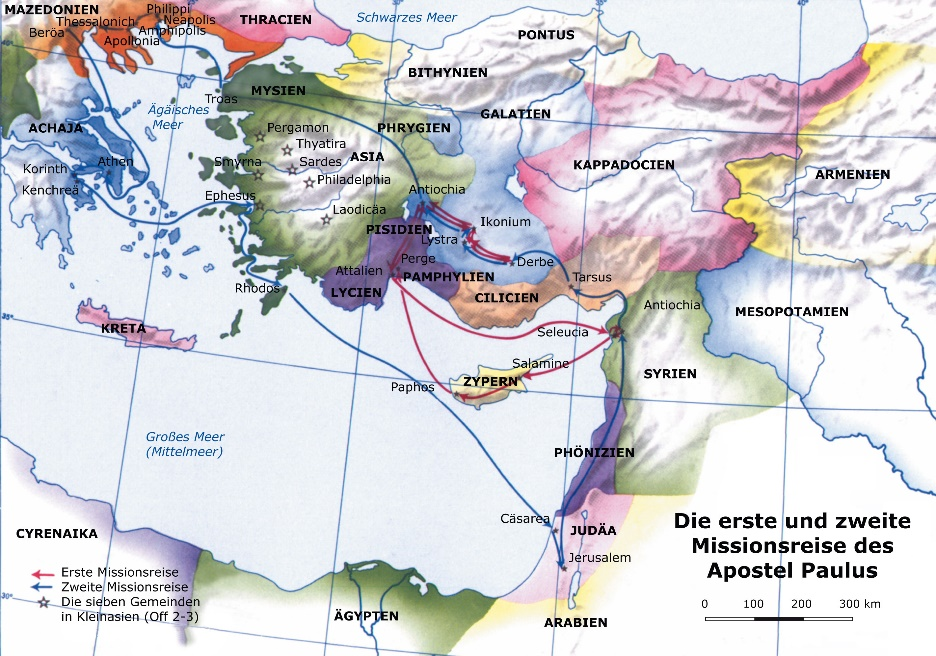 MAZEDONIEN
Philippi
Neapolis
Thessalonich
Amphipolis
Beröa
Apollonia
THRACIEN
Schwarzes Meer
PONTUS
BITHYNIEN
MYSIEN
Troas
Ägäisches
Meer
GALATIEN
PHRYGIEN
ACHAJA
Pergamon
Thyatira
ASIA
Smyrna
Sardes
Philadelphia
Korinth
Athen
Kenchreä
KAPPADOCIEN
ARMENIEN
Ephesus
Antiochia
Laodicäa
Ikonium
PISIDIEN
Lystra
Perge
Derbe
Attalien
PAMPHYLIEN
Tarsus
LYCIEN
CILICIEN
Rhodos
Antiochia
MESOPOTAMIEN
KRETA
Seleucia
Salamine
SYRIEN
ZYPERN
Paphos
Großes Meer
(Mittelmeer)
PHÖNIZIEN
Cäsarea
JUDÄA
Jerusalem
CYRENAIKA
ÄGYPTEN
ARABIEN
35°
30°
Erste Missionsreise
Zweite Missionsreise
Die sieben Gemeinden
in Kleinasien (Off 2-3)
Die erste und zweite
Missionsreise des
Apostel Paulus
0 100 200 300 km